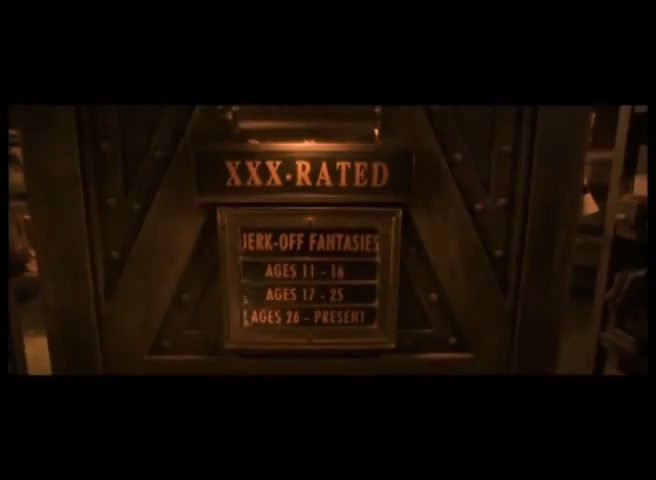 XXX-RATED
JERK-OFF FANTASIES
AGES 11 - 16
AGES 17 - 25
AGES 26 - PRESENT